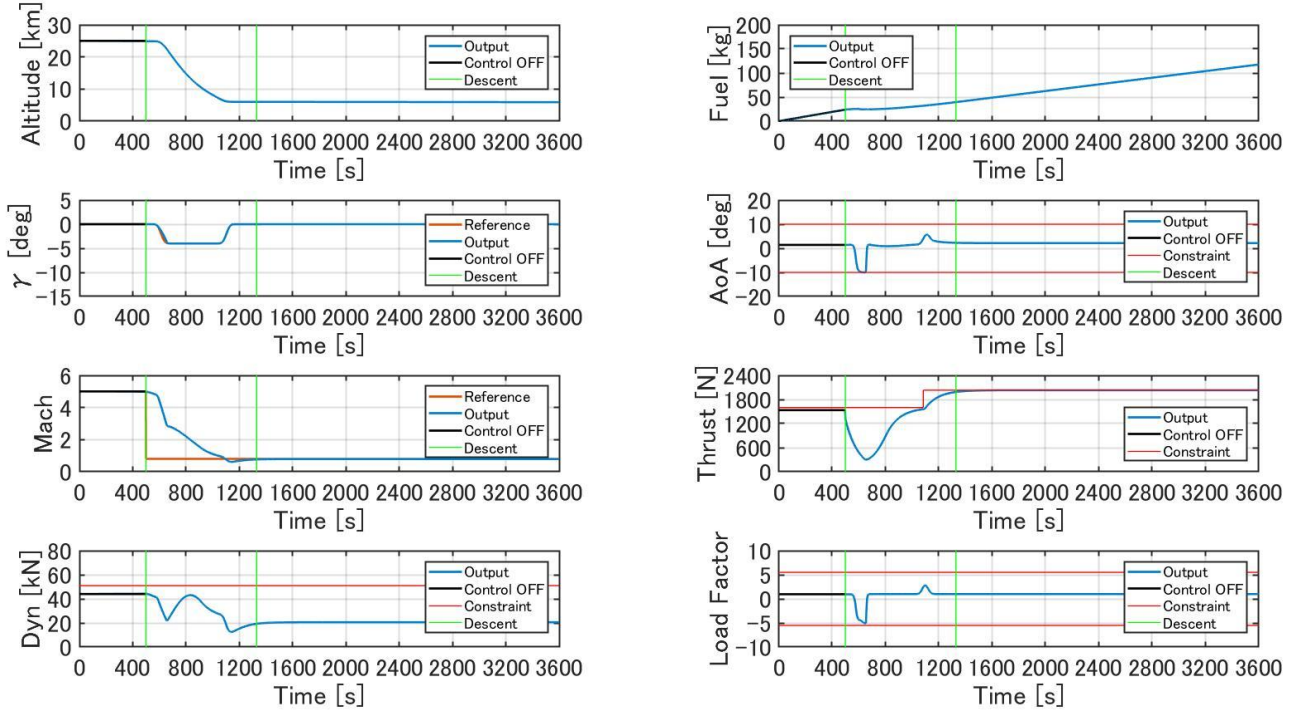 Altitude [km]
30
20
10
0
Output
Control OFF
Descent
0 400 800 1200 1600 2000 2400 2800 3200 3600
Time [s]
Fuel [kg]
200
150
100
50
0
Output
Control OFF
Descent
0 400 800 1200 1600 2000 2400 2800 3200 3600
Time [s]
γ [deg]
5
0
-5
-10
-15
Reference
Output
Control OFF
Descent
0 400 800 1200 1600 2000 2400 2800 3200 3600
Time [s]
AoA [deg]
20
10
0
-10
-20
Output
Control OFF
Constraint
Descent
0 400 800 1200 1600 2000 2400 2800 3200 3600
Time [s]
Mach
6
4
2
0
Reference
Output
Control OFF
Descent
0 400 800 1200 1600 2000 2400 2800 3200 3600
Time [s]
Thrust [N]
2400
1800
1200
600
0
Output
Control OFF
Constraint
0 400 800 1200 1600 2000 2400 2800 3200 3600
Time [s]
Dyn [kN]
80
60
40
20
0
Output
Control OFF
Constraint
Descent
0 400 800 1200 1600 2000 2400 2800 3200 3600
Time [s]
Load Factor
10
5
0
-5
-10
Output
Control OFF
Constraint
Descent
0 400 800 1200 1600 2000 2400 2800 3200 3600
Time [s]